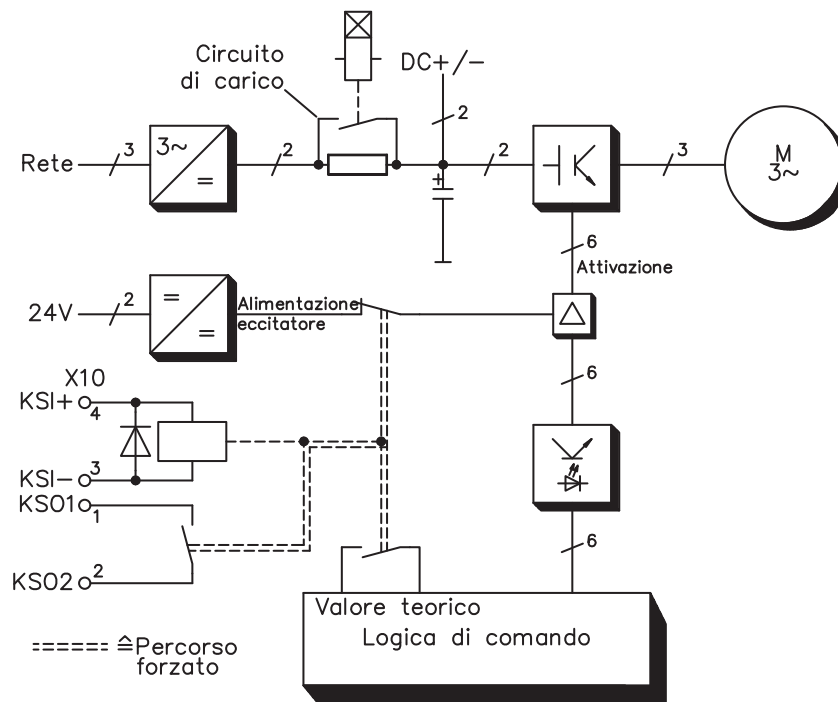 Circuito
di carico
DC+/-
2
Rete
3
3~
=
2
+
2
3
M
3~
6
Attivazione
24V
2
=
=
Alimentazione
eccitatore
6
X10
KSI+
4
KSI-
3
KSO1
1
KSO2
2
6
Valore teorico
Logica di comando
≙Percorso
forzato